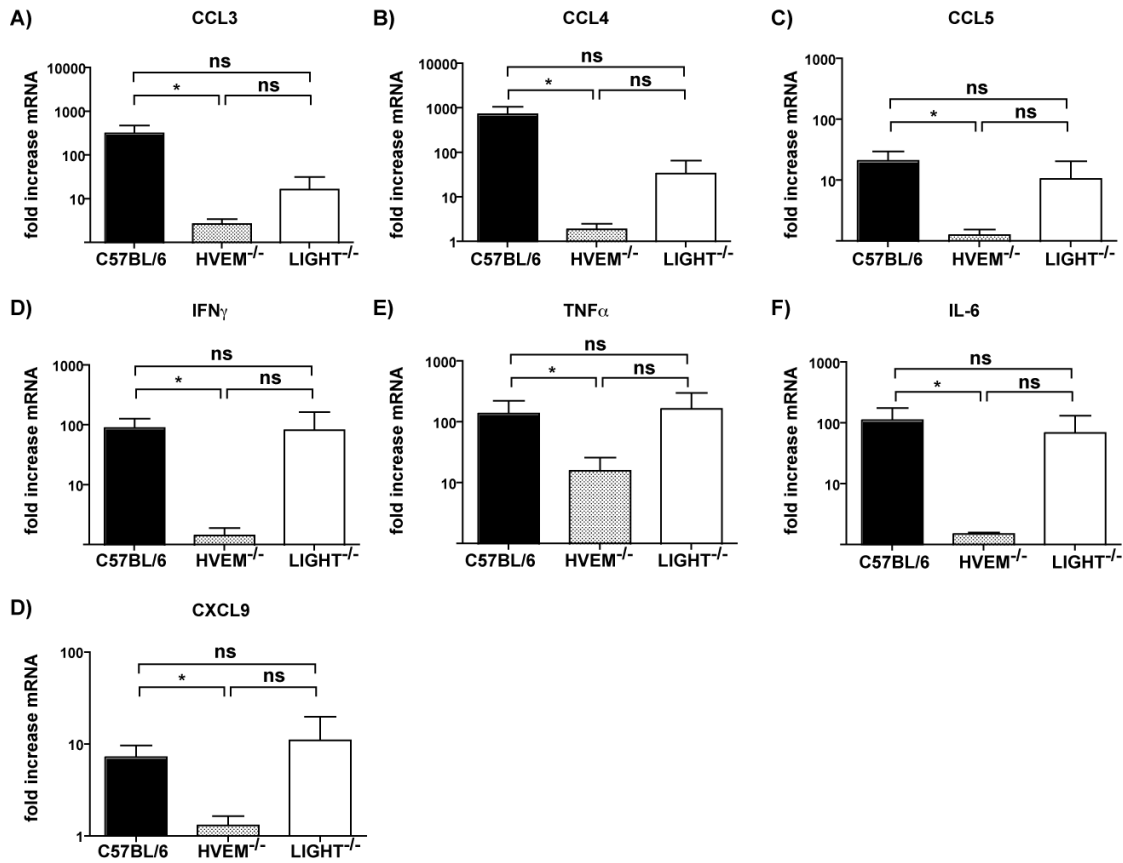 A) CCL3
fold increase mRNA
10000
1000
100
10
ns
* ns
C57BL/6 HVEM-/- LIGHT-/-
B) CCL4
fold increase mRNA
10000
1000
100
10
1
ns
* ns
C57BL/6 HVEM-/- LIGHT-/-
C) CCL5
fold increase mRNA
1000
100
10
ns
* ns
C57BL/6 HVEM-/- LIGHT-/-
D) IFNγ
fold increase mRNA
1000
100
10
ns
* ns
C57BL/6 HVEM-/- LIGHT-/-
E) TNFα
fold increase mRNA
1000
100
10
ns
* ns
C57BL/6 HVEM-/- LIGHT-/-
F) IL-6
fold increase mRNA
1000
100
10
ns
* ns
C57BL/6 HVEM-/- LIGHT-/-
D) CXCL9
fold increase mRNA
100
10
1
ns
* ns
C57BL/6 HVEM-/- LIGHT-/-